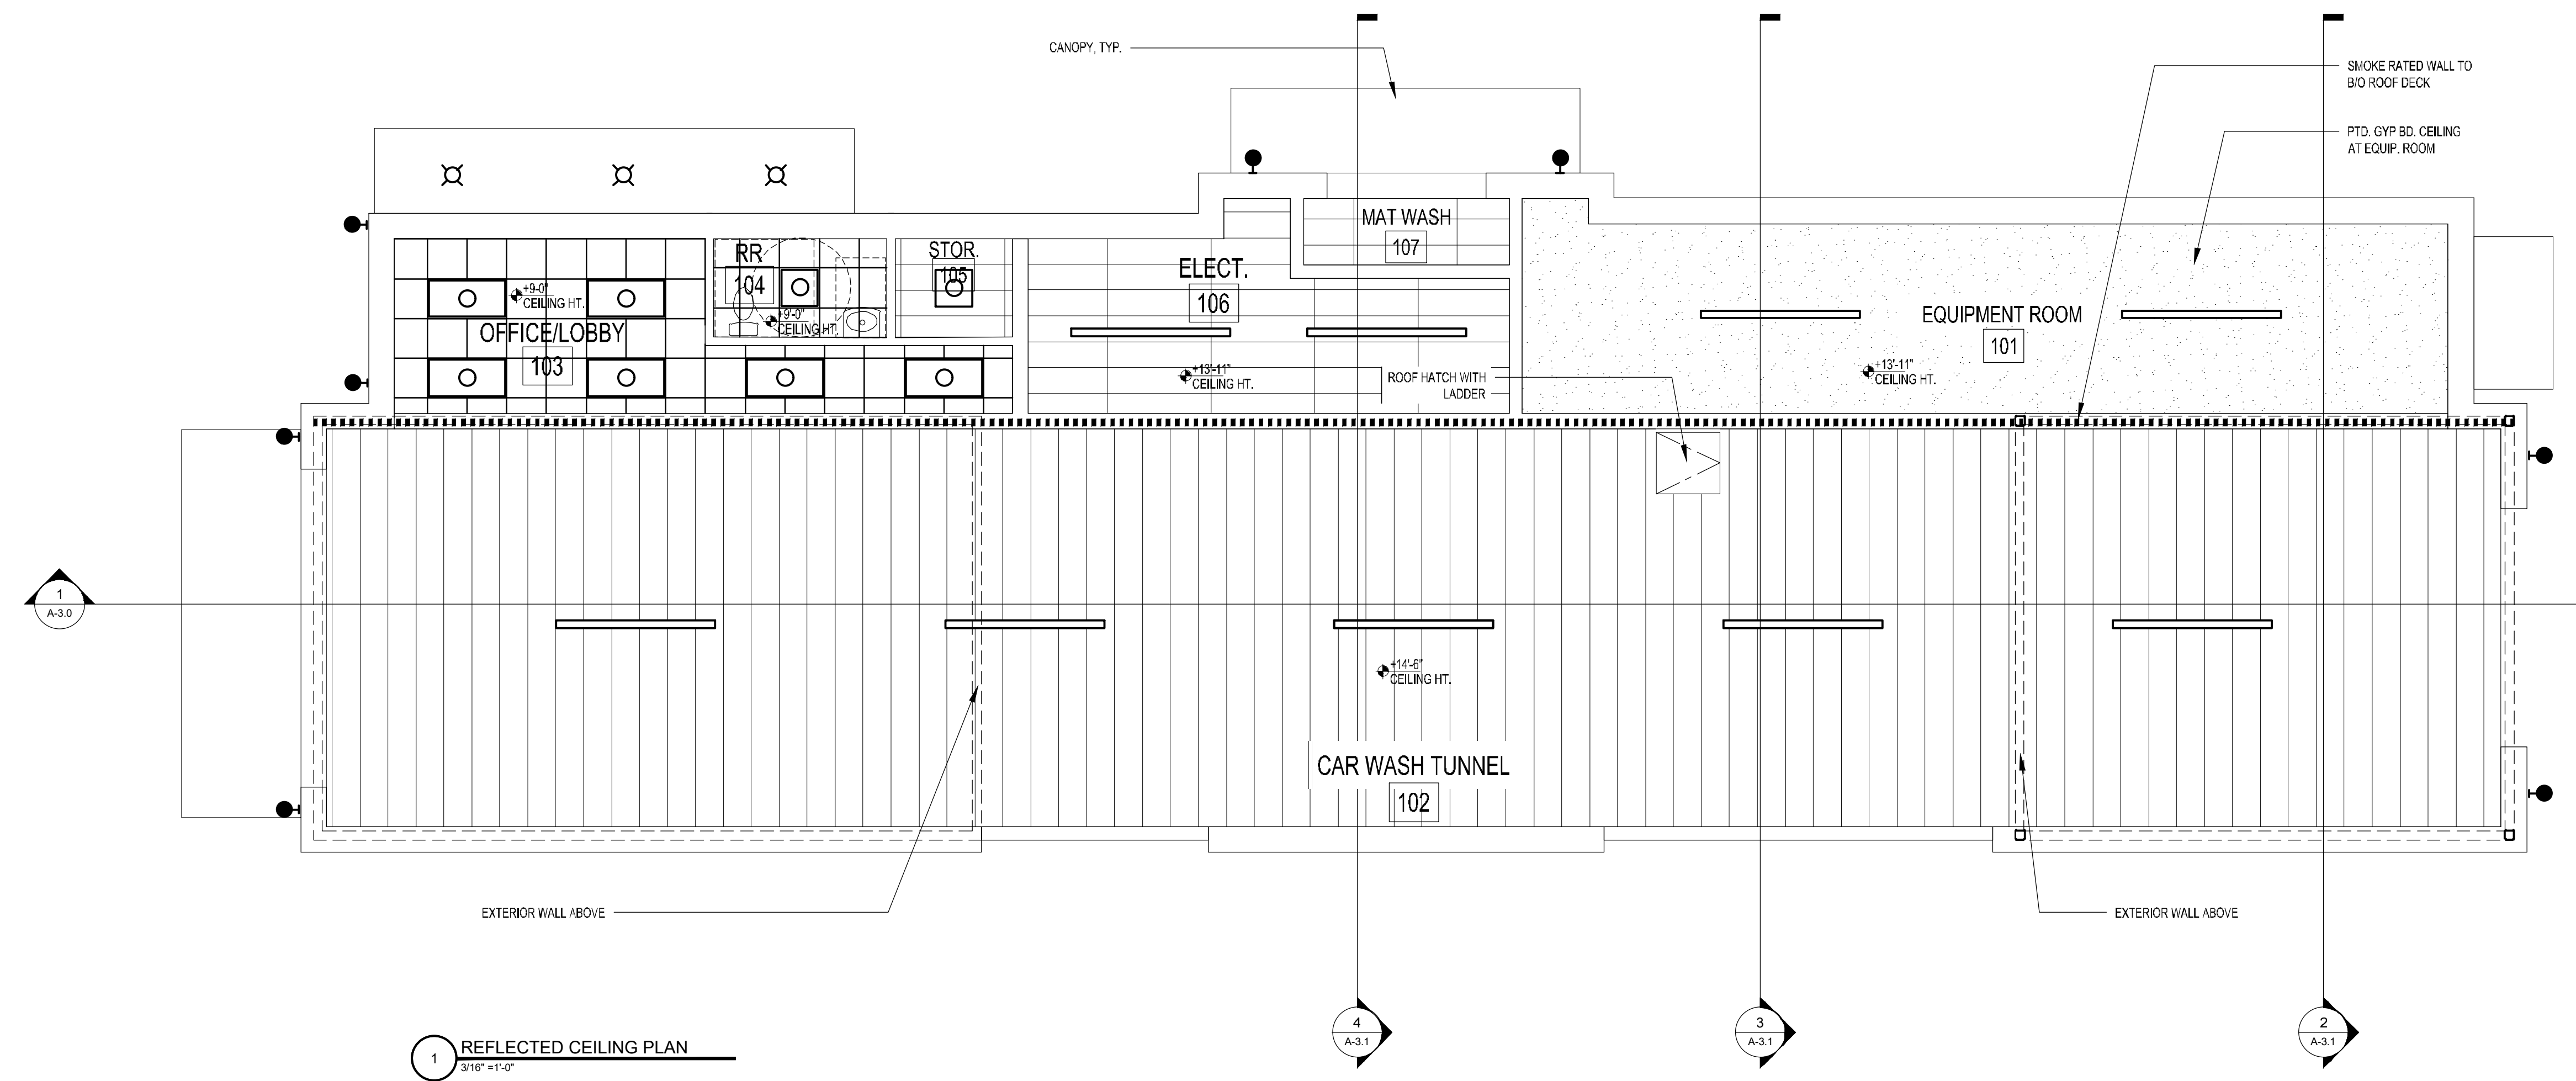 CANOPY, TYP.
SMOKE RATED WALL TO
B/O ROOF DECK
PTD. GYP BD. CEILING
AT EQUIP. ROOM
MAT WASH
107
RR
104
STOR.
105
ELECT.
106
+9-0"
CEILING HT.
OFFICE/LOBBY
103
+9'-0"
CEILING HT.
EQUIPMENT ROOM
101
+13'-11"
CEILING HT.
ROOF HATCH WITH
LADDER
+13'-11"
CEILING HT.
1
A-3.0
+14'-6"
CEILING HT.
CAR WASH TUNNEL
102
EXTERIOR WALL ABOVE
EXTERIOR WALL ABOVE
4
A-3.1
3
A-3.1
2
A-3.1
1
REFLECTED CEILING PLAN
3/16" =1'-0"